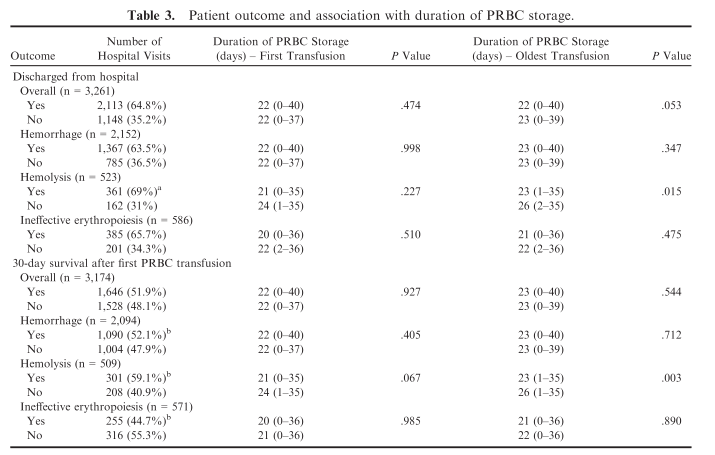 Table 3. Patient outcome and association with duration of PRBC storage.
Outcome Number of Hospital Visits Duration of PRBC Storage (days) – First Transfusion P Value Duration of PRBC Storage (days) – Oldest Transfusion P Value
Discharged from hospital
Overall (n = 3,261)
Yes 2,113 (64.8%) 22 (0–40) .474 22 (0–40) .053
No 1,148 (35.2%) 22 (0–37) 23 (0–39)
Hemorrhage (n = 2,152)
Yes 1,367 (63.5%) 22 (0–40) .998 23 (0–40) .347
No 785 (36.5%) 22 (0–37) 23 (0–39)
Hemolysis (n = 523)
Yes 361 (69%)a 21 (0–35) .227 23 (1–35) .015
No 162 (31%) 24 (1–35) 26 (2–35)
Ineffective erythropoiesis (n = 586)
Yes 385 (65.7%) 20 (0–36) .510 21 (0–36) .475
No 201 (34.3%) 22 (2–36) 22 (2–36)
30-day survival after first PRBC transfusion
Overall (n = 3,174)
Yes 1,646 (51.9%) 22 (0–40) .927 23 (0–40) .544
No 1,528 (48.1%) 22 (0–37) 23 (0–39)
Hemorrhage (n = 2,094)
Yes 1,090 (52.1%)b 22 (0–40) .405 23 (0–40) .712
No 1,004 (47.9%) 22 (0–37) 23 (0–39)
Hemolysis (n = 509)
Yes 301 (59.1%)b 21 (0–35) .067 23 (1–35) .003
No 208 (40.9%) 24 (1–35) 26 (1–35)
Ineffective erythropoiesis (n = 571)
Yes 255 (44.7%)b 20 (0–36) .985 21 (0–36) .890
No 316 (55.3%) 21 (0–36) 22 (0–36)